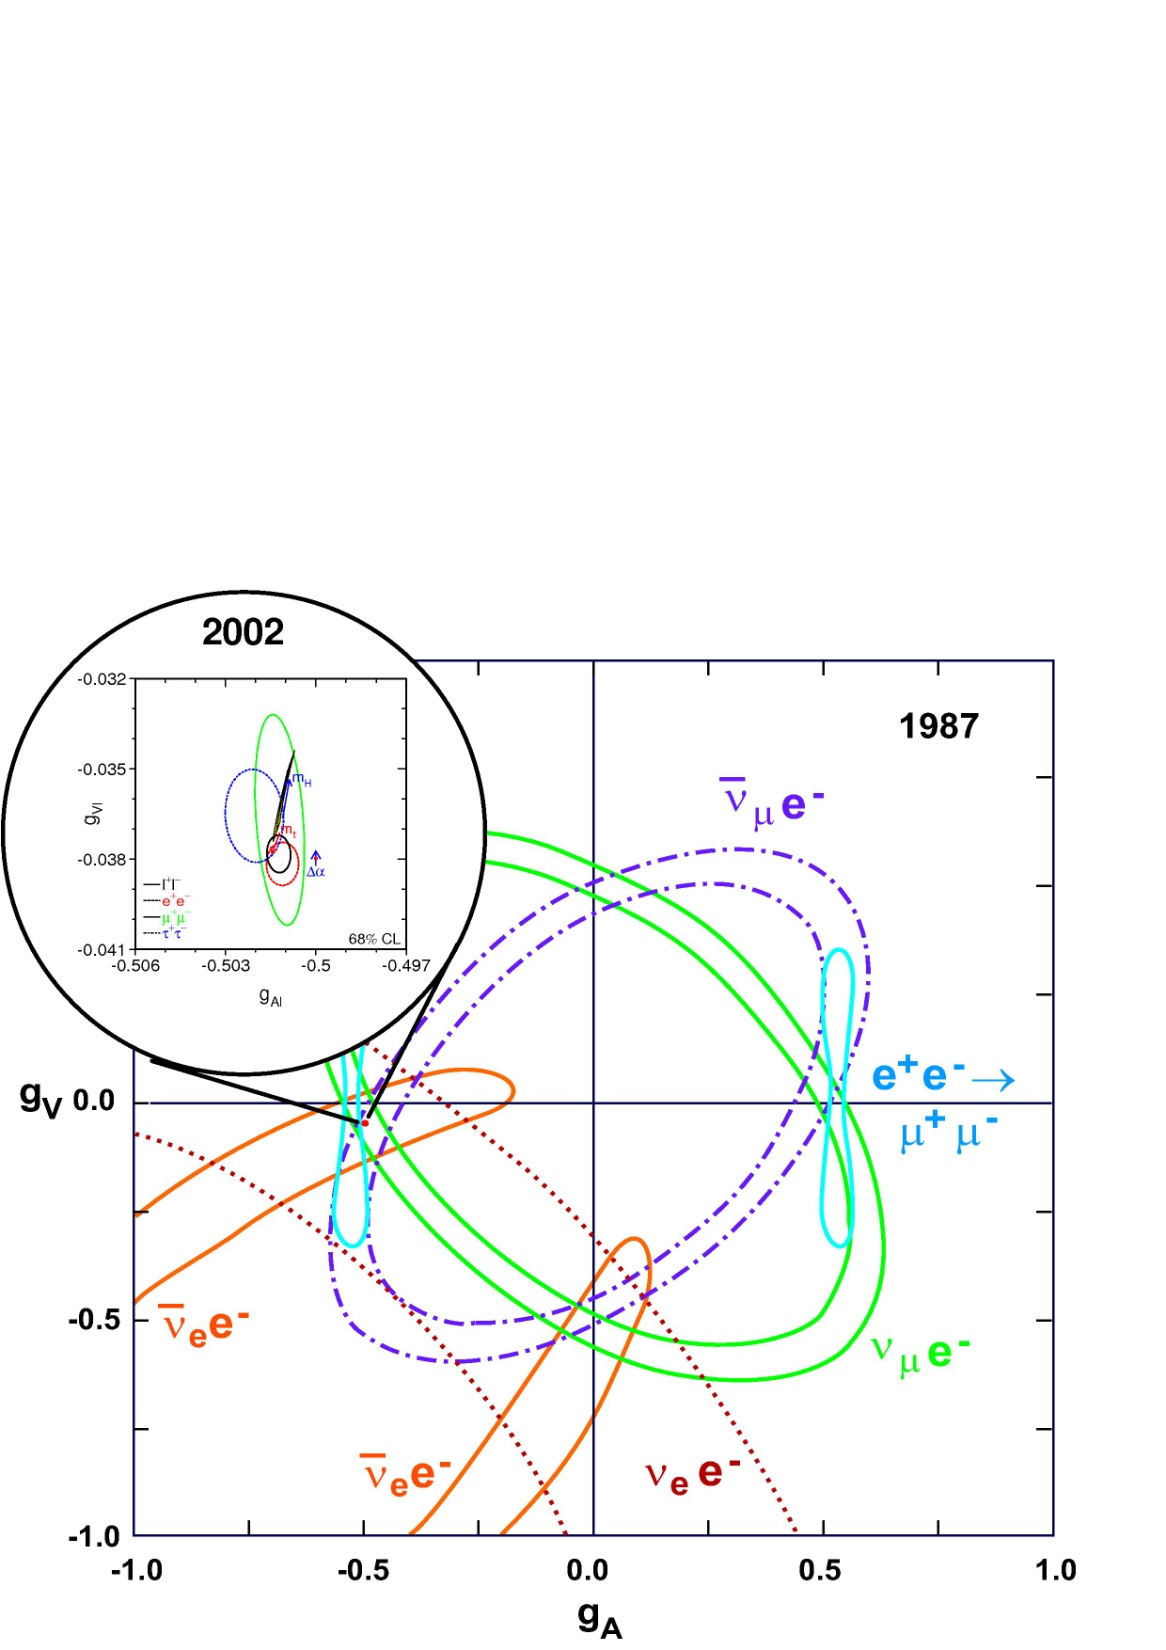 2002
1987
-0.032
-0.035
-0.038
-0.041
g_Vl
m_H
m_t
Δα
l⁺l⁻
e⁺e⁻
μ⁺μ⁻
τ⁺τ⁻
68% CL
-0.506 -0.503 -0.5 -0.497
g_Al
ν̅_μ e⁻
e⁺e⁻→
μ⁺μ⁻
g_V 0.0
ν̅_e e⁻
-0.5
ν_μ e⁻
ν̅_e e⁻
ν_e e⁻
-1.0
-1.0 -0.5 0.0 0.5 1.0
g_A